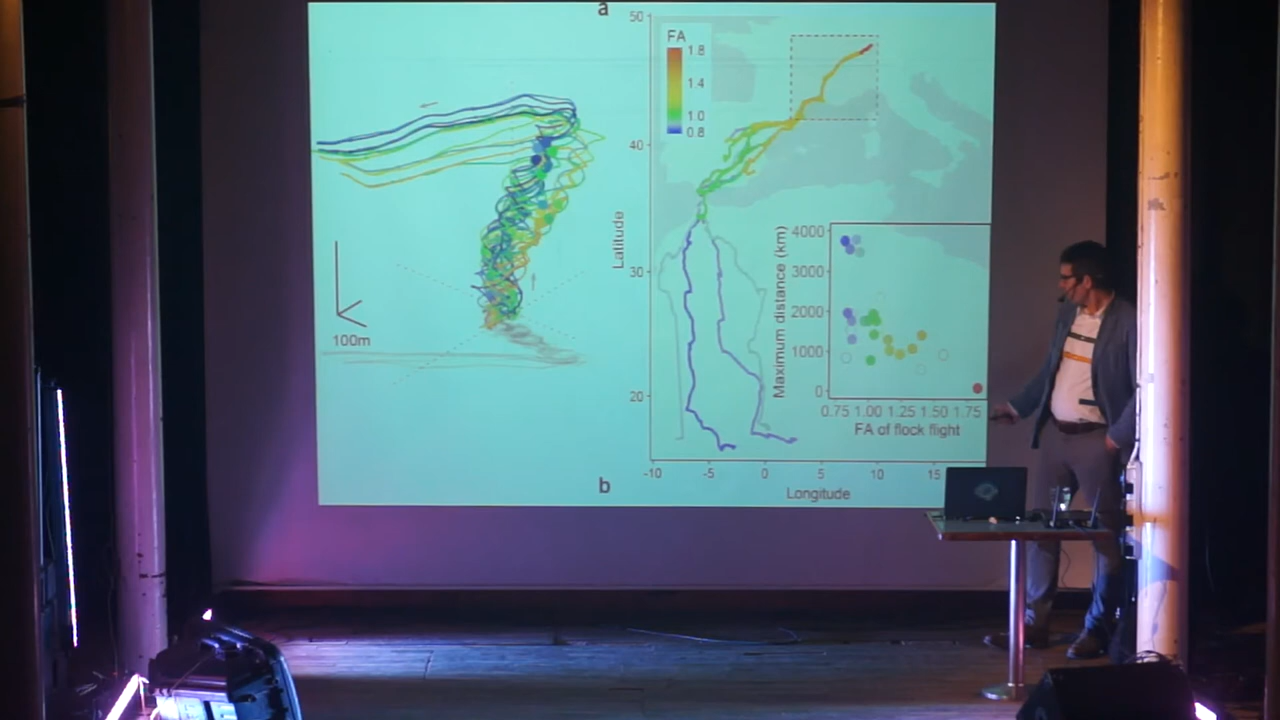 100m
a
FA
1.8
1.4
1.0
0.8
50
40
30
20
Latitude
-10 -5 0 5 10 15
Longitude
Maximum distance (km)
4000
3000
2000
1000
0
0.75 1.00 1.25 1.50 1.75
FA of flock flight
b